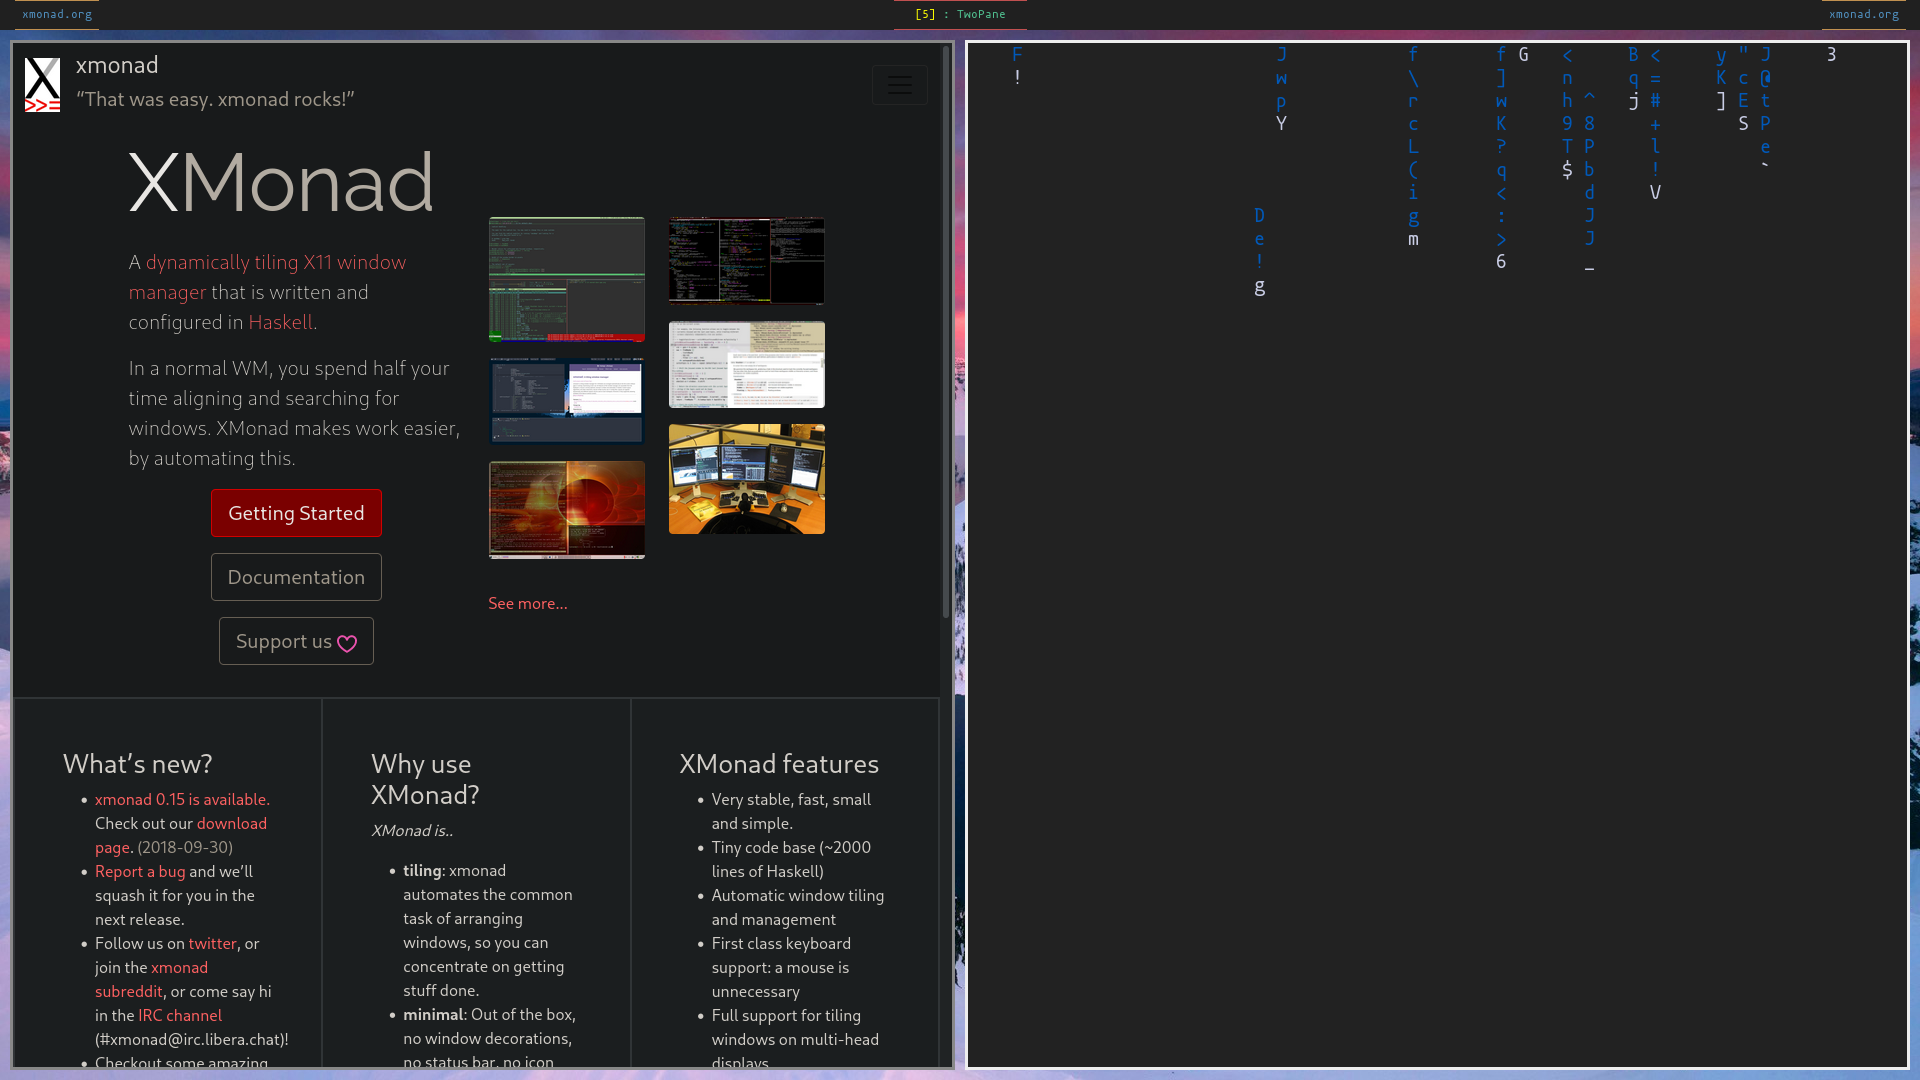 xmonad.org
[5] : TwoPane
xmonad.org
xmonad
“That was easy. xmonad rocks!”
XMonad
A dynamically tiling X11 window
manager that is written and
configured in Haskell.
In a normal WM, you spend half your
time aligning and searching for
windows. XMonad makes work easier,
by automating this.
Getting Started
Documentation
Support us
See more...
What’s new?
xmonad 0.15 is available.
Check out our download
page. (2018-09-30)
Report a bug and we’ll
squash it for you in the
next release.
Follow us on twitter, or
join the xmonad
subreddit, or come say hi
in the IRC channel
(#xmonad@irc.libera.chat)!
Checkout some amazing
Why use
XMonad?
XMonad is..
tiling: xmonad
automates the common
task of arranging
windows, so you can
concentrate on getting
stuff done.
minimal: Out of the box,
no window decorations,
no status bar, no icon
XMonad features
Very stable, fast, small
and simple.
Tiny code base (~2000
lines of Haskell)
Automatic window tiling
and management
First class keyboard
support: a mouse is
unnecessary
Full support for tiling
windows on multi-head
displays
F J f f G < B < y " J 3
! w \ ] n q = K c @
p r w h ^ j # ] E t
Y c K 9 8 + S P
L ? T P l e
( q $ b ! `
i < d V
D g : J
e m > J
! 6 _
g